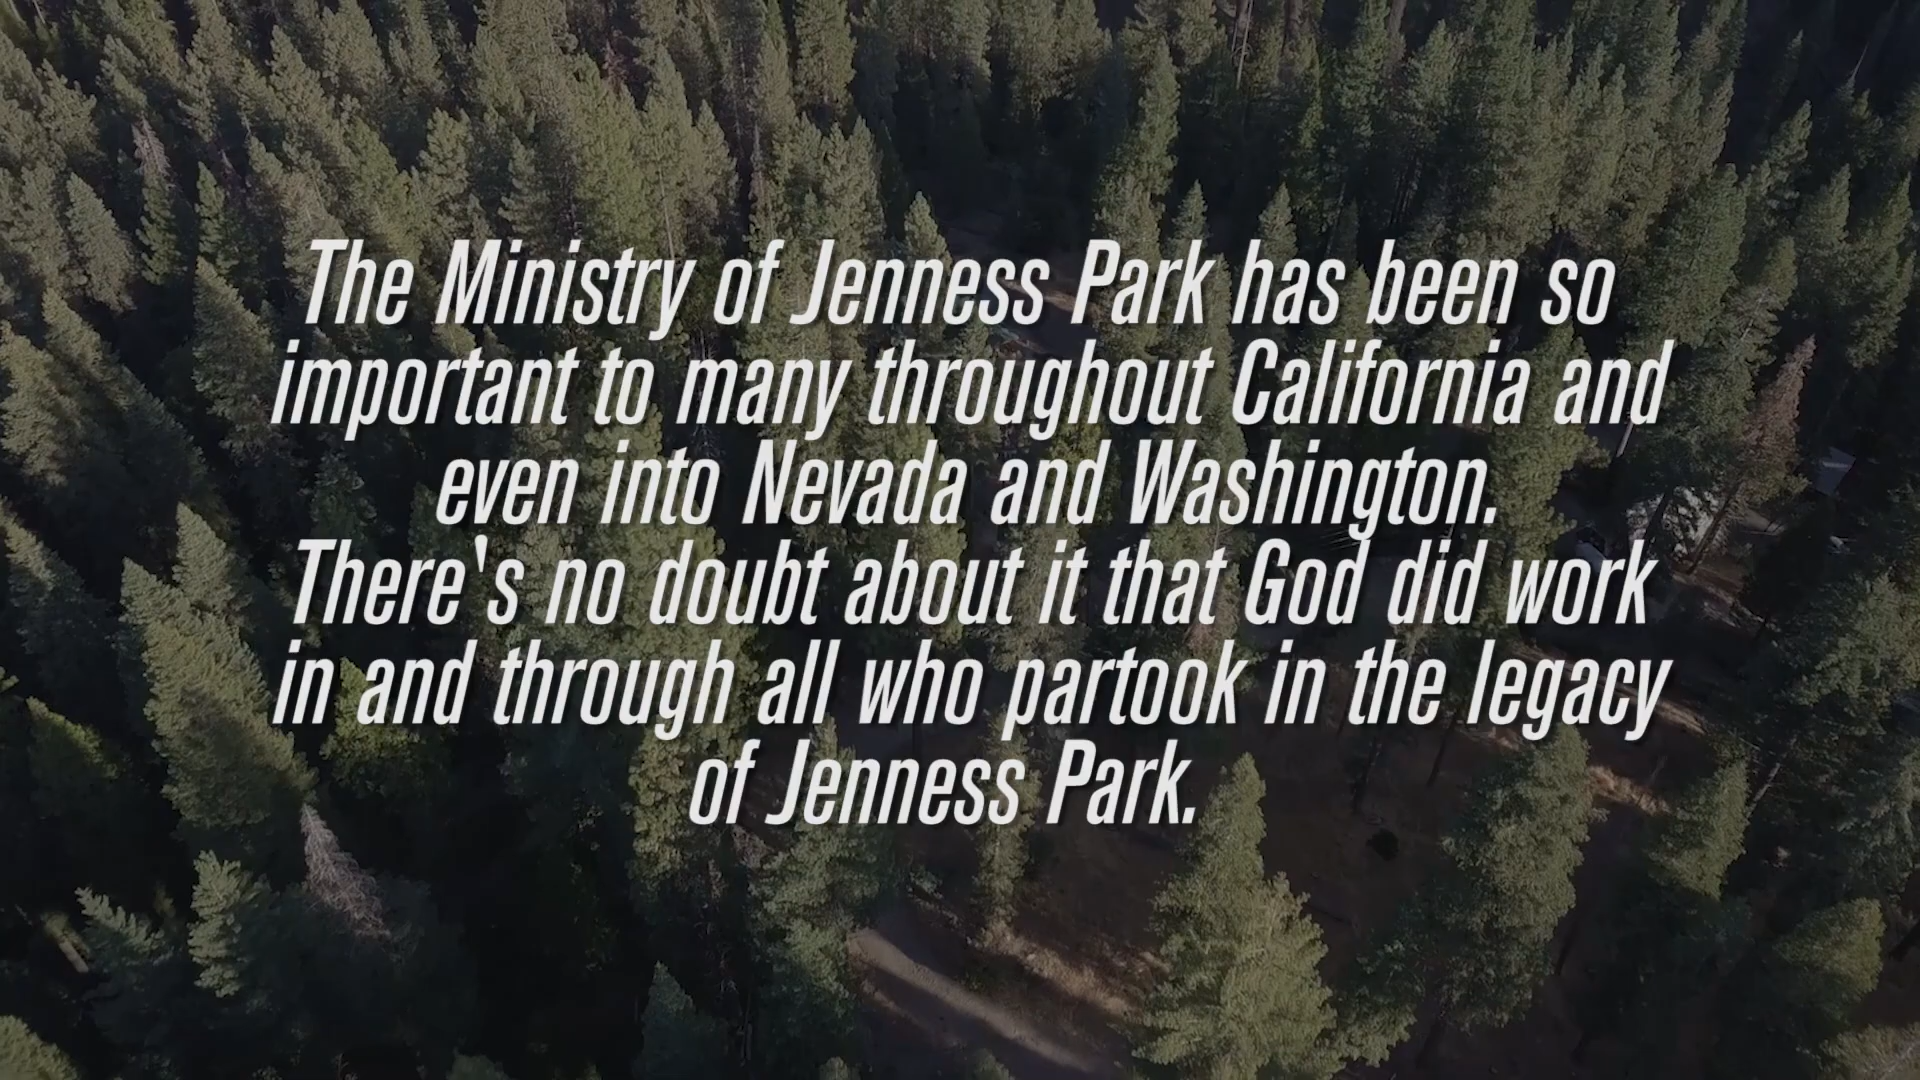 The Ministry of Jenness Park has been so
important to many throughout California and
even into Nevada and Washington.
There's no doubt about it that God did work
in and through all who partook in the legacy
of Jenness Park.